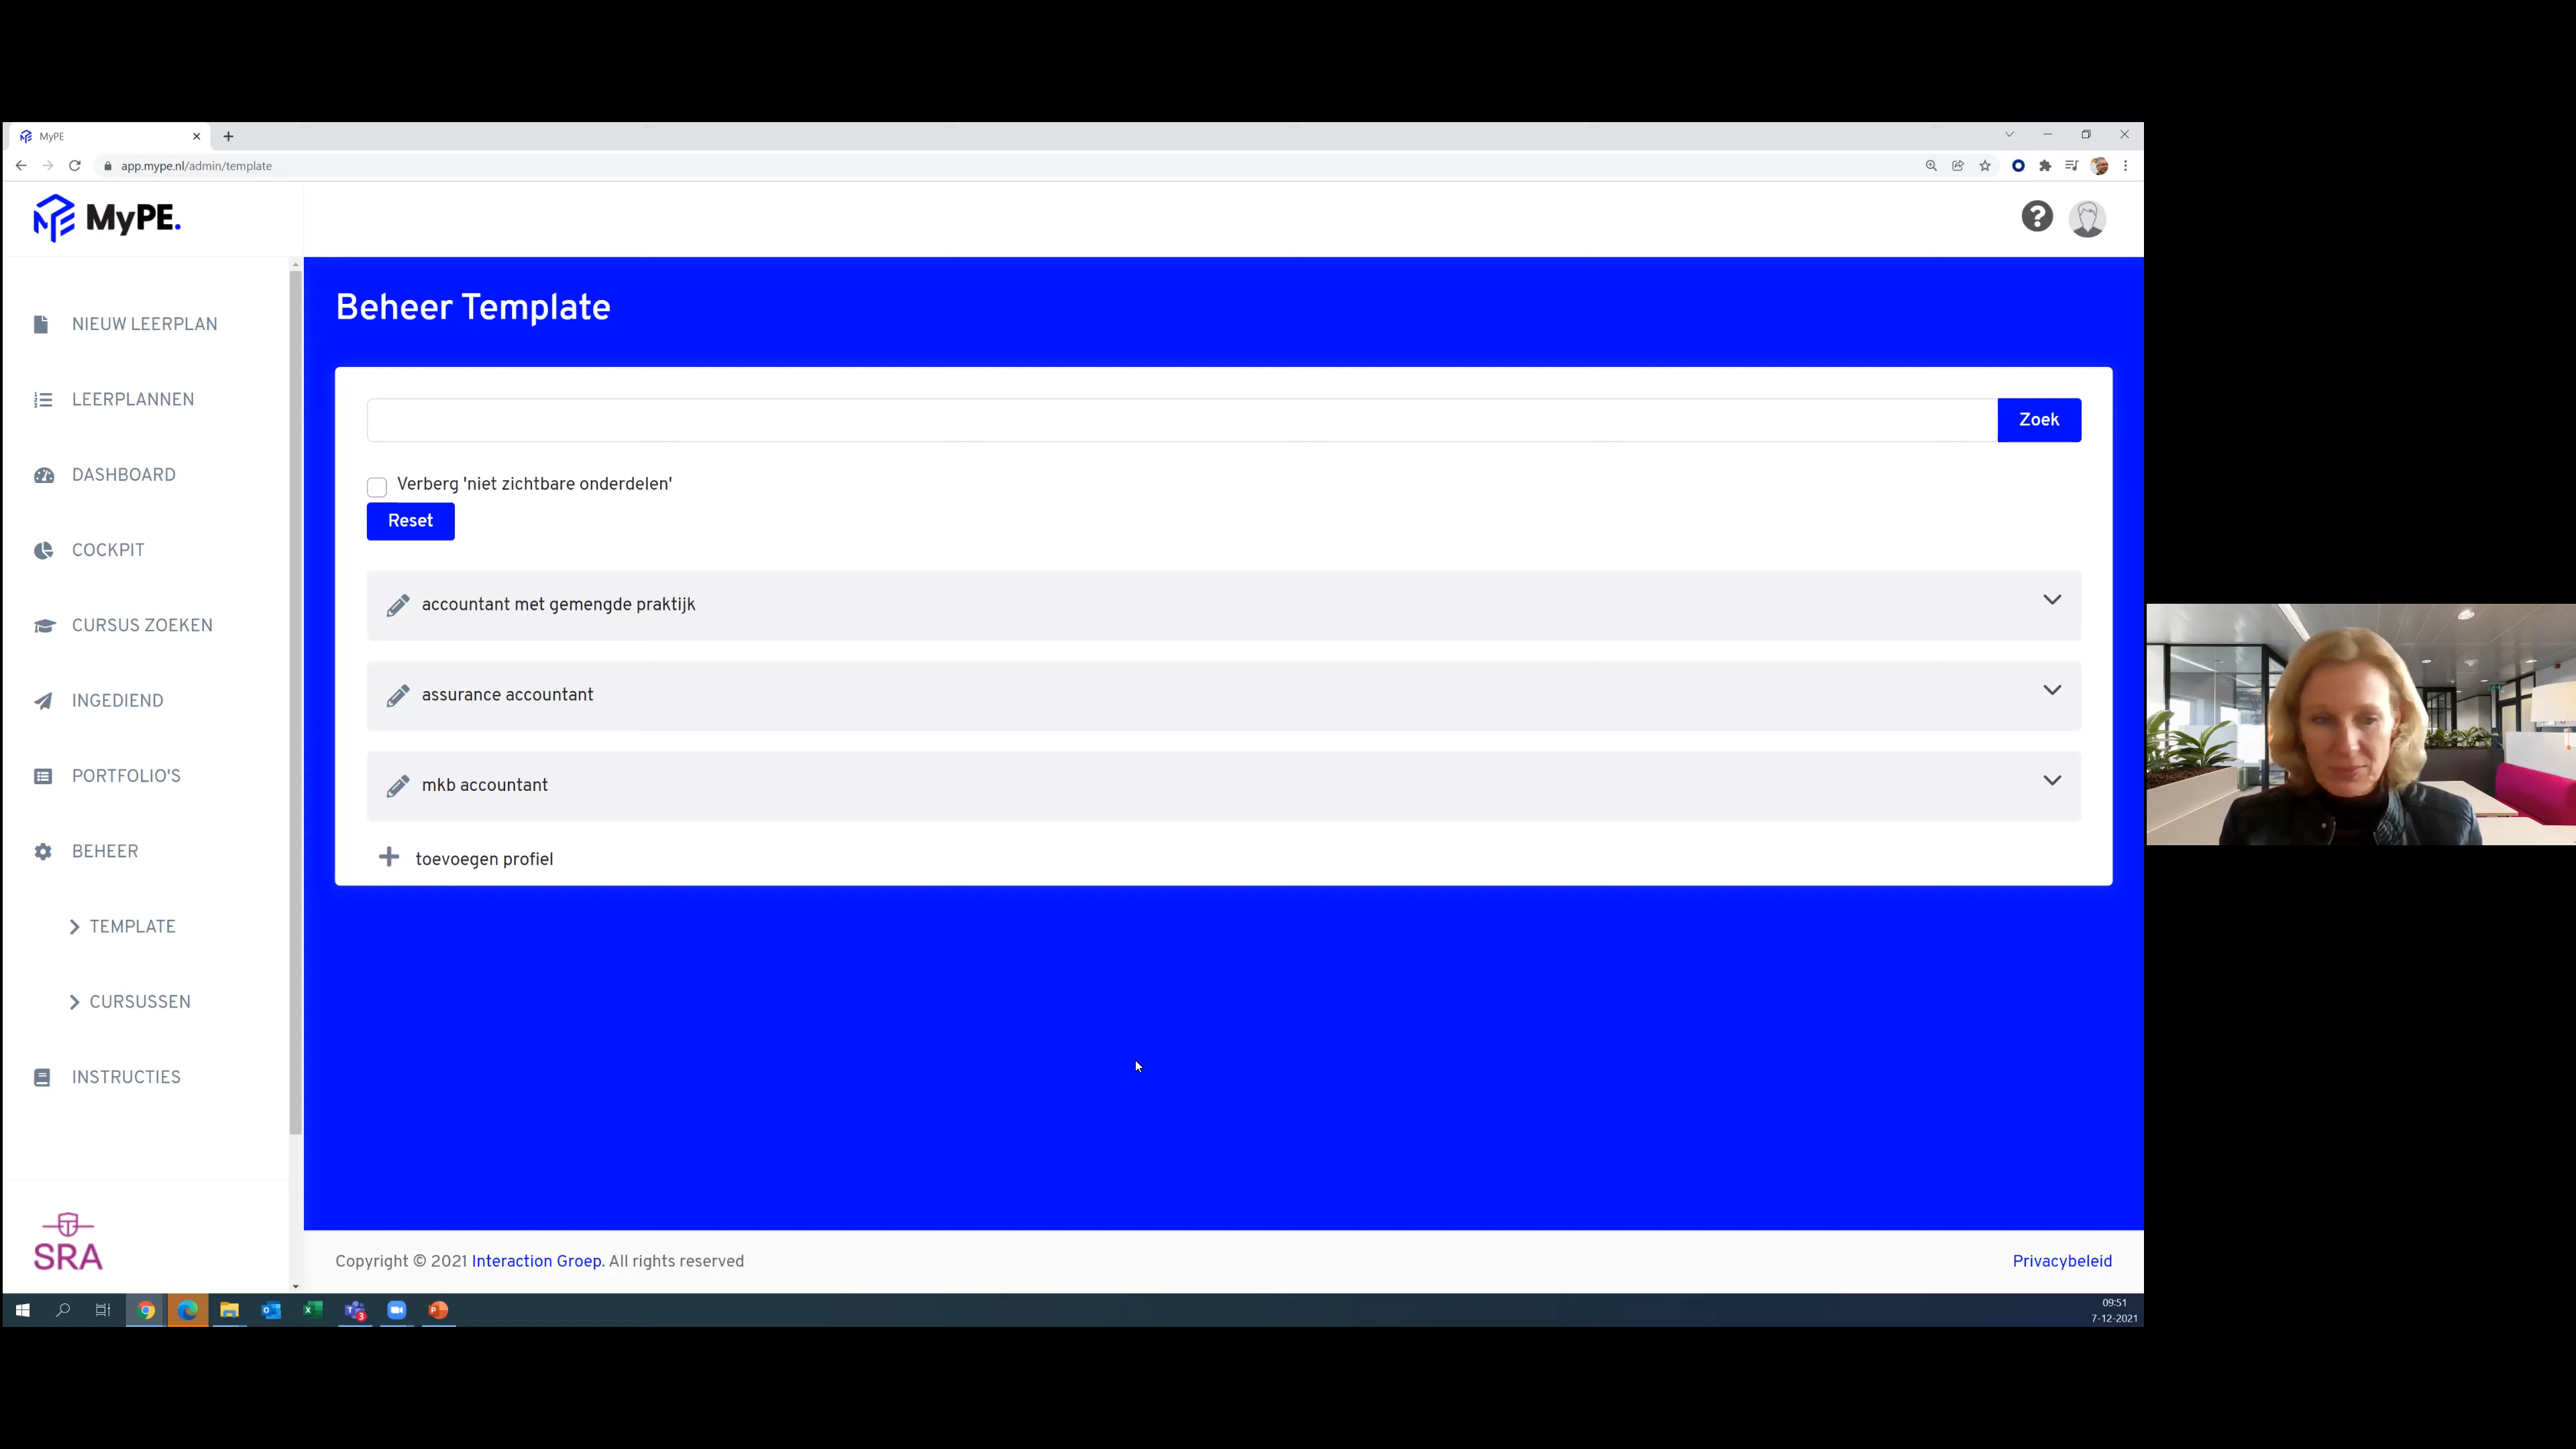 MyPE
app.mype.nl/admin/template
MyPE.
NIEUW LEERPLAN
LEERPLANNEN
DASHBOARD
COCKPIT
CURSUS ZOEKEN
INGEDIEND
PORTFOLIO'S
BEHEER
TEMPLATE
CURSUSSEN
INSTRUCTIES
SRA
Beheer Template
Zoek
Verberg 'niet zichtbare onderdelen'
Reset
accountant met gemengde praktijk
assurance accountant
mkb accountant
toevoegen profiel
Copyright © 2021 Interaction Groep. All rights reserved
Privacybeleid
3
09:51
7-12-2021